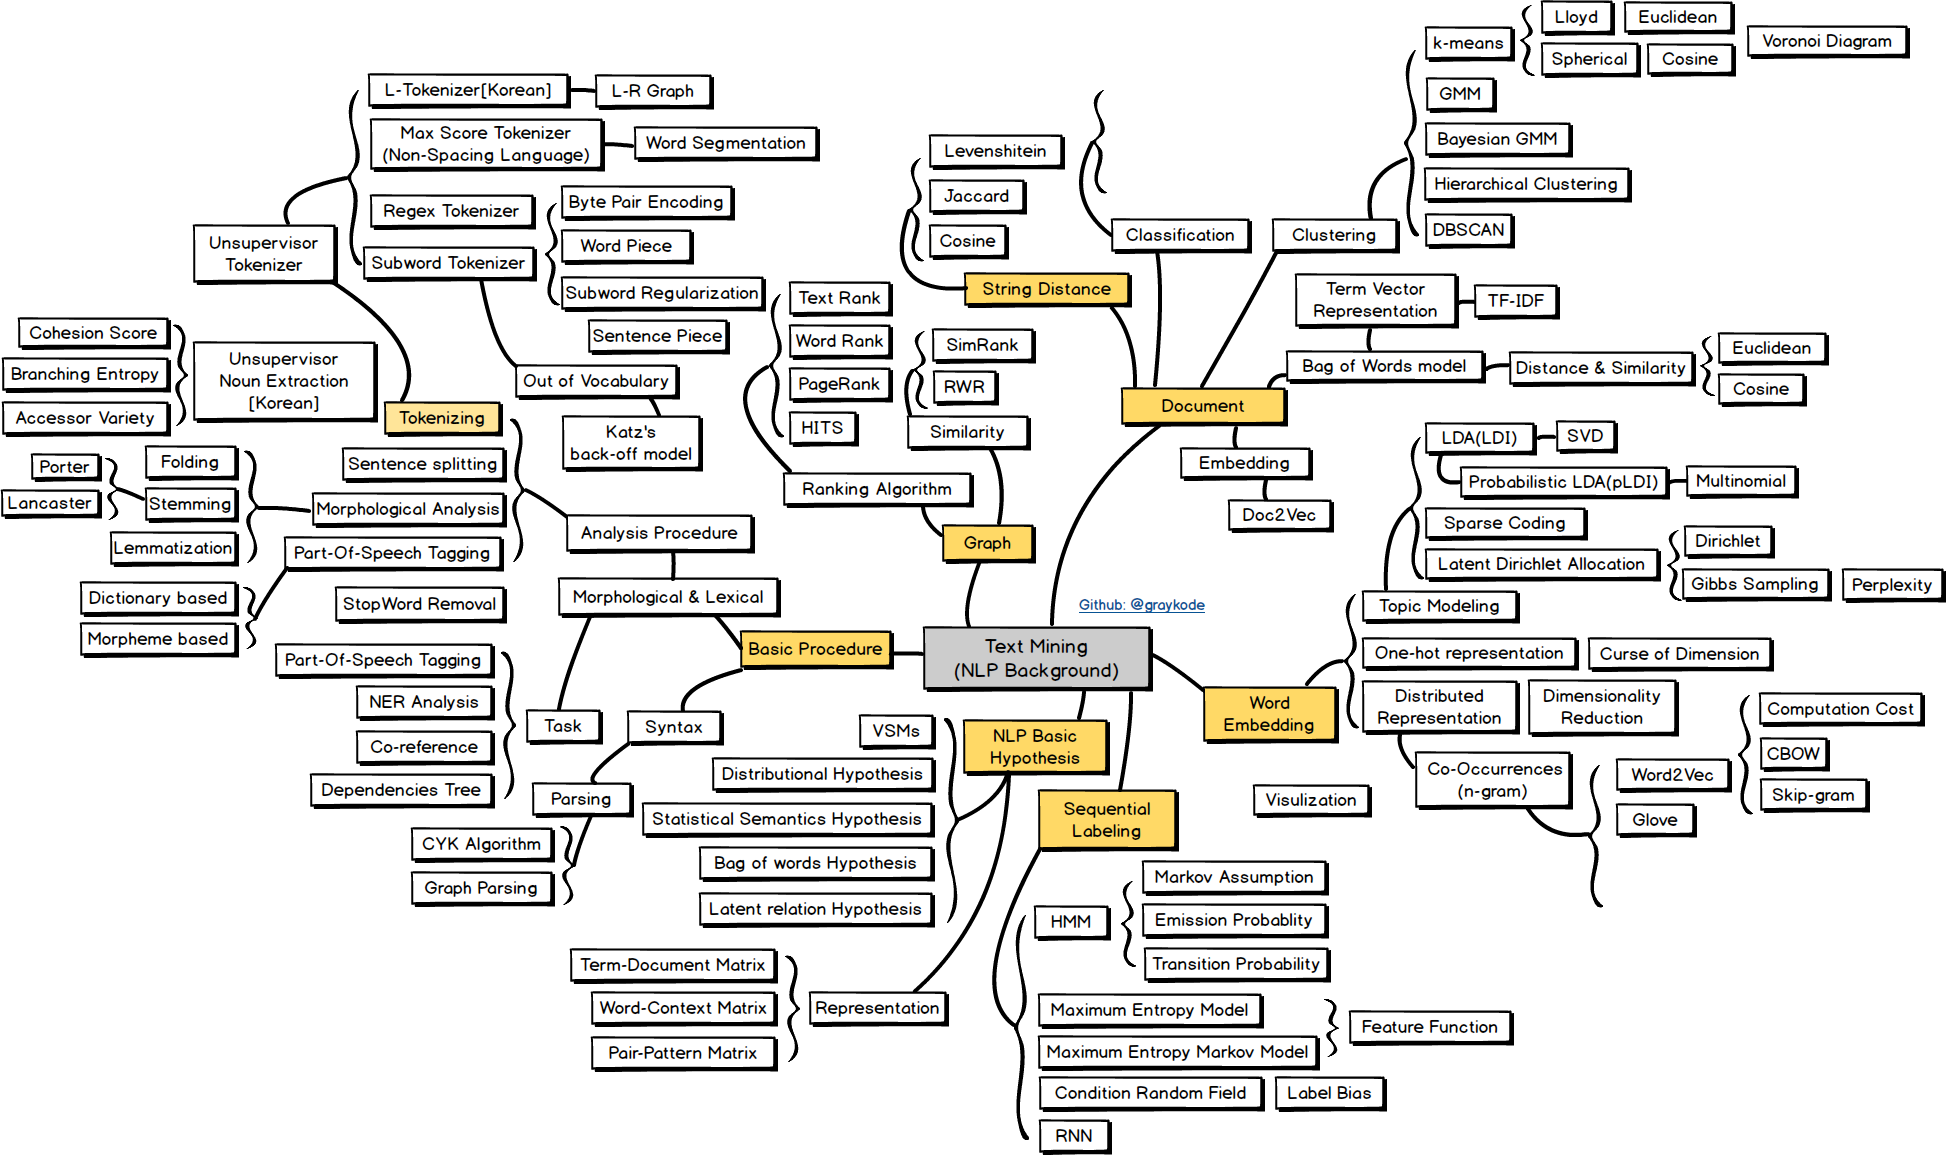 Lloyd
Euclidean
k-means
Voronoi Diagram
Spherical
Cosine
GMM
Bayesian GMM
Hierarchical Clustering
DBSCAN
L-Tokenizer[Korean]
L-R Graph
Max Score Tokenizer
(Non-Spacing Language)
Word Segmentation
Regex Tokenizer
Byte Pair Encoding
Word Piece
Subword Tokenizer
Subword Regularization
Sentence Piece
Unsupervisor
Tokenizer
Levenshitein
Jaccard
Cosine
String Distance
Classification
Clustering
Term Vector
Representation
TF-IDF
Bag of Words model
Distance & Similarity
Euclidean
Cosine
Document
Embedding
Doc2Vec
Text Rank
Word Rank
PageRank
HITS
SimRank
RWR
Similarity
Ranking Algorithm
Graph
Cohesion Score
Branching Entropy
Accessor Variety
Unsupervisor
Noun Extraction
[Korean]
Tokenizing
Out of Vocabulary
Katz's
back-off model
Porter
Lancaster
Folding
Stemming
Lemmatization
Sentence splitting
Morphological Analysis
Part-Of-Speech Tagging
StopWord Removal
Dictionary based
Morpheme based
Analysis Procedure
Morphological & Lexical
Basic Procedure
LDA(LDI)
SVD
Probabilistic LDA(pLDI)
Multinomial
Sparse Coding
Latent Dirichlet Allocation
Dirichlet
Gibbs Sampling
Perplexity
Github: @graykode
Text Mining
(NLP Background)
Topic Modeling
One-hot representation
Curse of Dimension
Distributed
Representation
Dimensionality
Reduction
Word
Embedding
Co-Occurrences
(n-gram)
Word2Vec
Glove
Computation Cost
CBOW
Skip-gram
Visulization
Part-Of-Speech Tagging
NER Analysis
Co-reference
Dependencies Tree
Task
Syntax
Parsing
CYK Algorithm
Graph Parsing
VSMs
Distributional Hypothesis
Statistical Semantics Hypothesis
Bag of words Hypothesis
Latent relation Hypothesis
NLP Basic
Hypothesis
Sequential
Labeling
Term-Document Matrix
Word-Context Matrix
Pair-Pattern Matrix
Representation
HMM
Markov Assumption
Emission Probablity
Transition Probability
Maximum Entropy Model
Maximum Entropy Markov Model
Feature Function
Condition Random Field
Label Bias
RNN